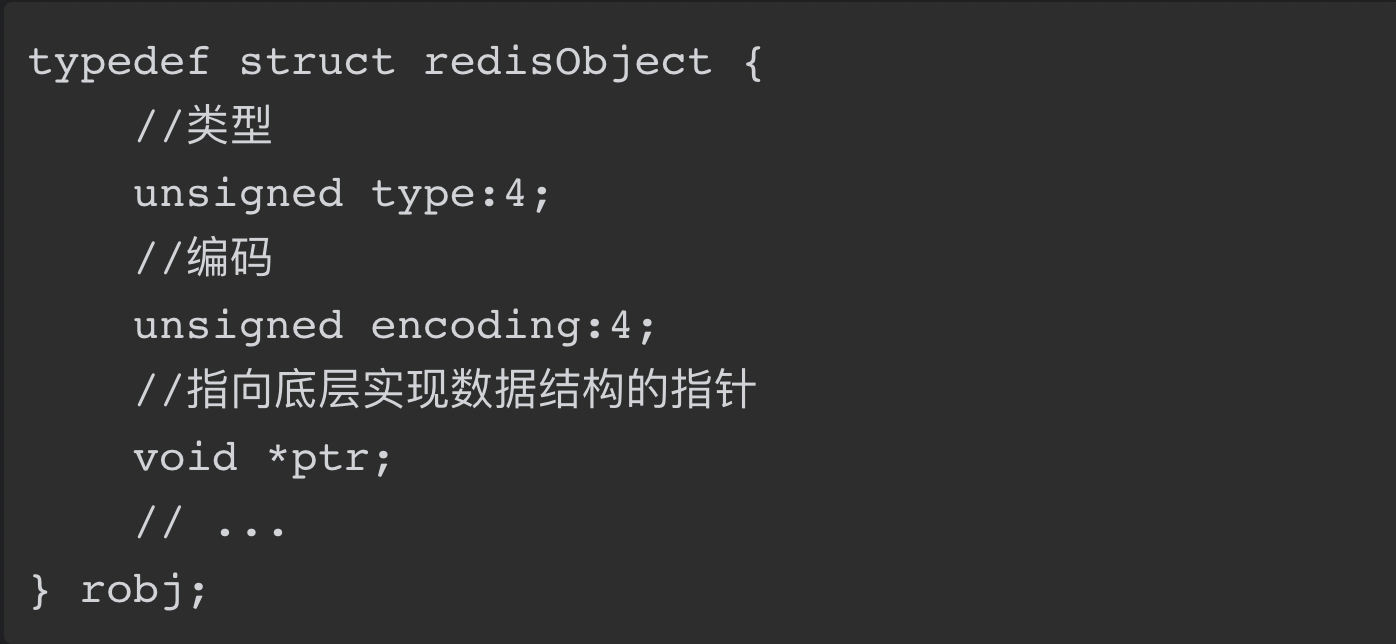 typedef struct redisObject {
    //类型
    unsigned type:4;
    //编码
    unsigned encoding:4;
    //指向底层实现数据结构的指针
    void *ptr;
    // ...
} robj;